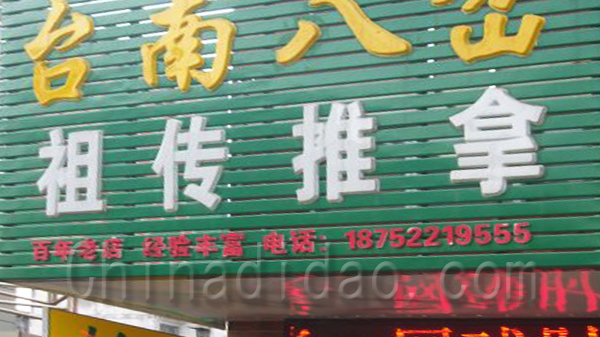 台南八
祖传推拿
百年老店 经验丰富 电话:18752219555
chinadidao.com